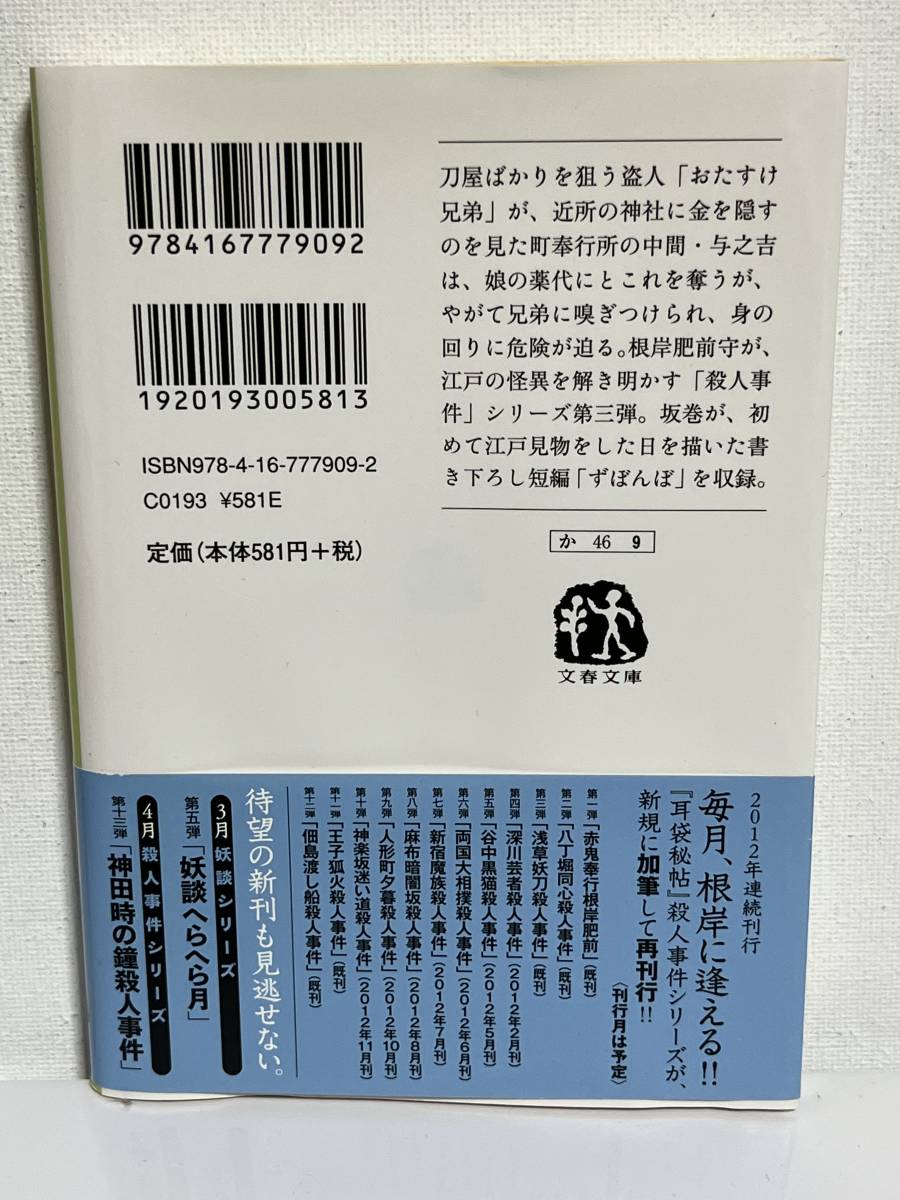 9784167779092
1920193005813
ISBN978-4-16-777909-2
C0193 ¥581E
定価(本体581円+税)
刀屋ばかりを狙う盗人「おたすけ
兄弟」が、近所の神社に金を隠す
のを見た町奉行所の中間・与之吉
は、娘の薬代にとこれを奪うが、
やがて兄弟に嗅ぎつけられ、身の
回りに危険が迫る。根岸肥前守が、
江戸の怪異を解き明かす「殺人事
件」シリーズ第三弾。坂巻が、初
めて江戸見物をした日を描いた書
き下ろし短編「ずぼんぼ」を収録。
か 46 9
文春文庫
2012年連続刊行
毎月、根岸に逢える!!
『耳袋秘帖』殺人事件シリーズが、
新規に加筆して再刊行!!
〈刊行月は予定〉
第一弾「赤鬼奉行根岸肥前」(既刊)
第二弾「八丁堀同心殺人事件」(既刊)
第三弾「浅草妖刀殺人事件」(既刊)
第四弾「深川芸者殺人事件」(2012年2月刊)
第五弾「谷中黒猫殺人事件」(2012年5月刊)
第六弾「両国大相撲殺人事件」(2012年6月刊)
第七弾「新宿魔族殺人事件」(2012年7月刊)
第八弾「麻布暗闇坂殺人事件」(2012年8月刊)
第九弾「人形町夕暮殺人事件」(2012年10月刊)
第十弾「神楽坂迷い道殺人事件」(2012年11月刊)
第十一弾「王子狐火殺人事件」(既刊)
第十二弾「佃島渡し船殺人事件」(既刊)
待望の新刊も見逃せない。
3月 妖談シリーズ
第五弾「妖談へらへら月」
4月 殺人事件シリーズ
第十三弾「神田時の鐘殺人事件」